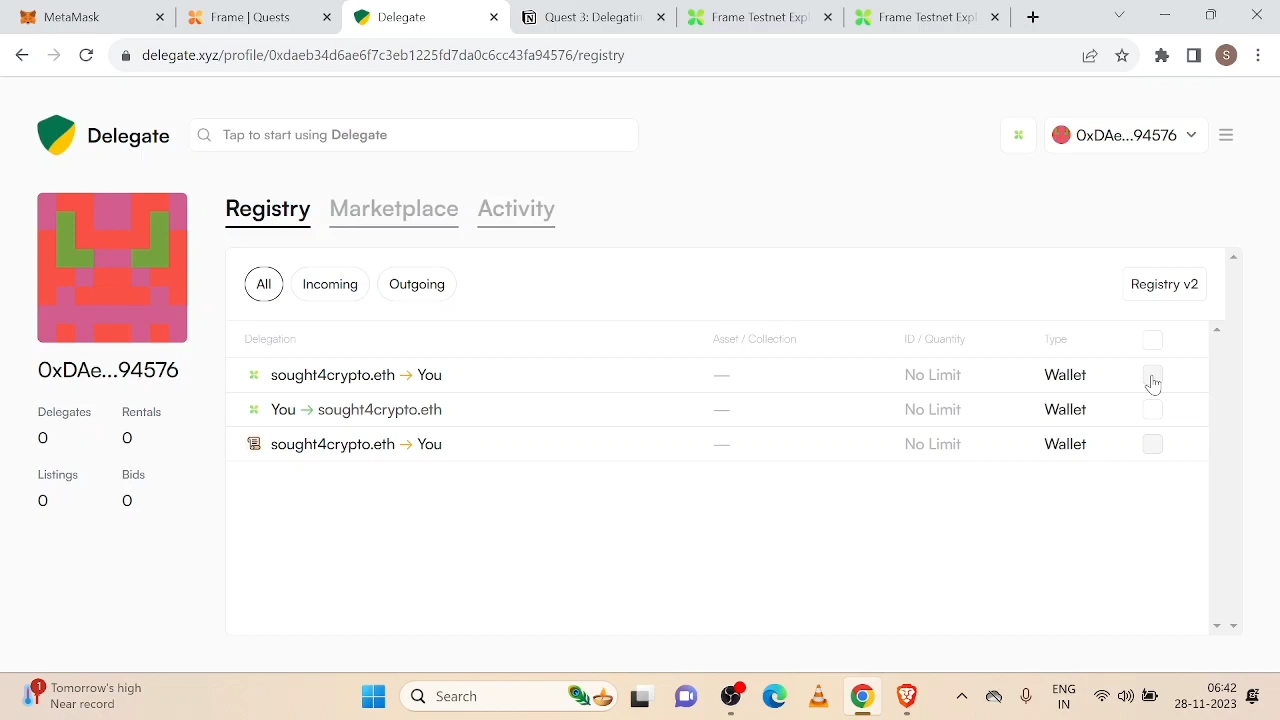 MetaMask
Frame | Quests
Delegate
Quest 3: Delegatin
Frame Testnet Expl
Frame Testnet Expl
delegate.xyz/profile/0xdaeb34d6ae6f7c3eb1225fd7da0c6cc43fa94576/registry
S
Delegate
Tap to start using Delegate
0xDAe...94576
Registry
Marketplace
Activity
All
Incoming
Outgoing
Registry v2
Delegation
Asset / Collection
ID / Quantity
Type
sought4crypto.eth → You
—
No Limit
Wallet
You → sought4crypto.eth
—
No Limit
Wallet
sought4crypto.eth → You
—
No Limit
Wallet
0xDAe...94576
Delegates
Rentals
0
0
Listings
Bids
0
0
1
Tomorrow's high
Near record
Search
ENG
IN
06:42
28-11-2023